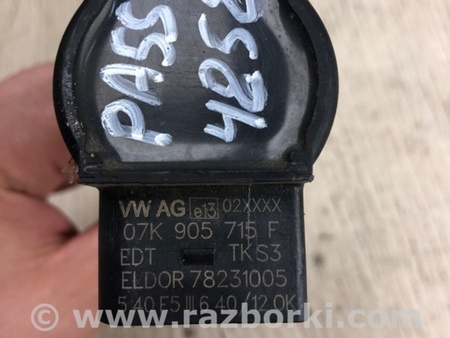 PASS
4258
VW AG e13 02XXXX
07K 905 715 F
EDT TKS3
ELDOR 78231005
5 40 F5 III 6 40 /12 OK
www.razborki.com